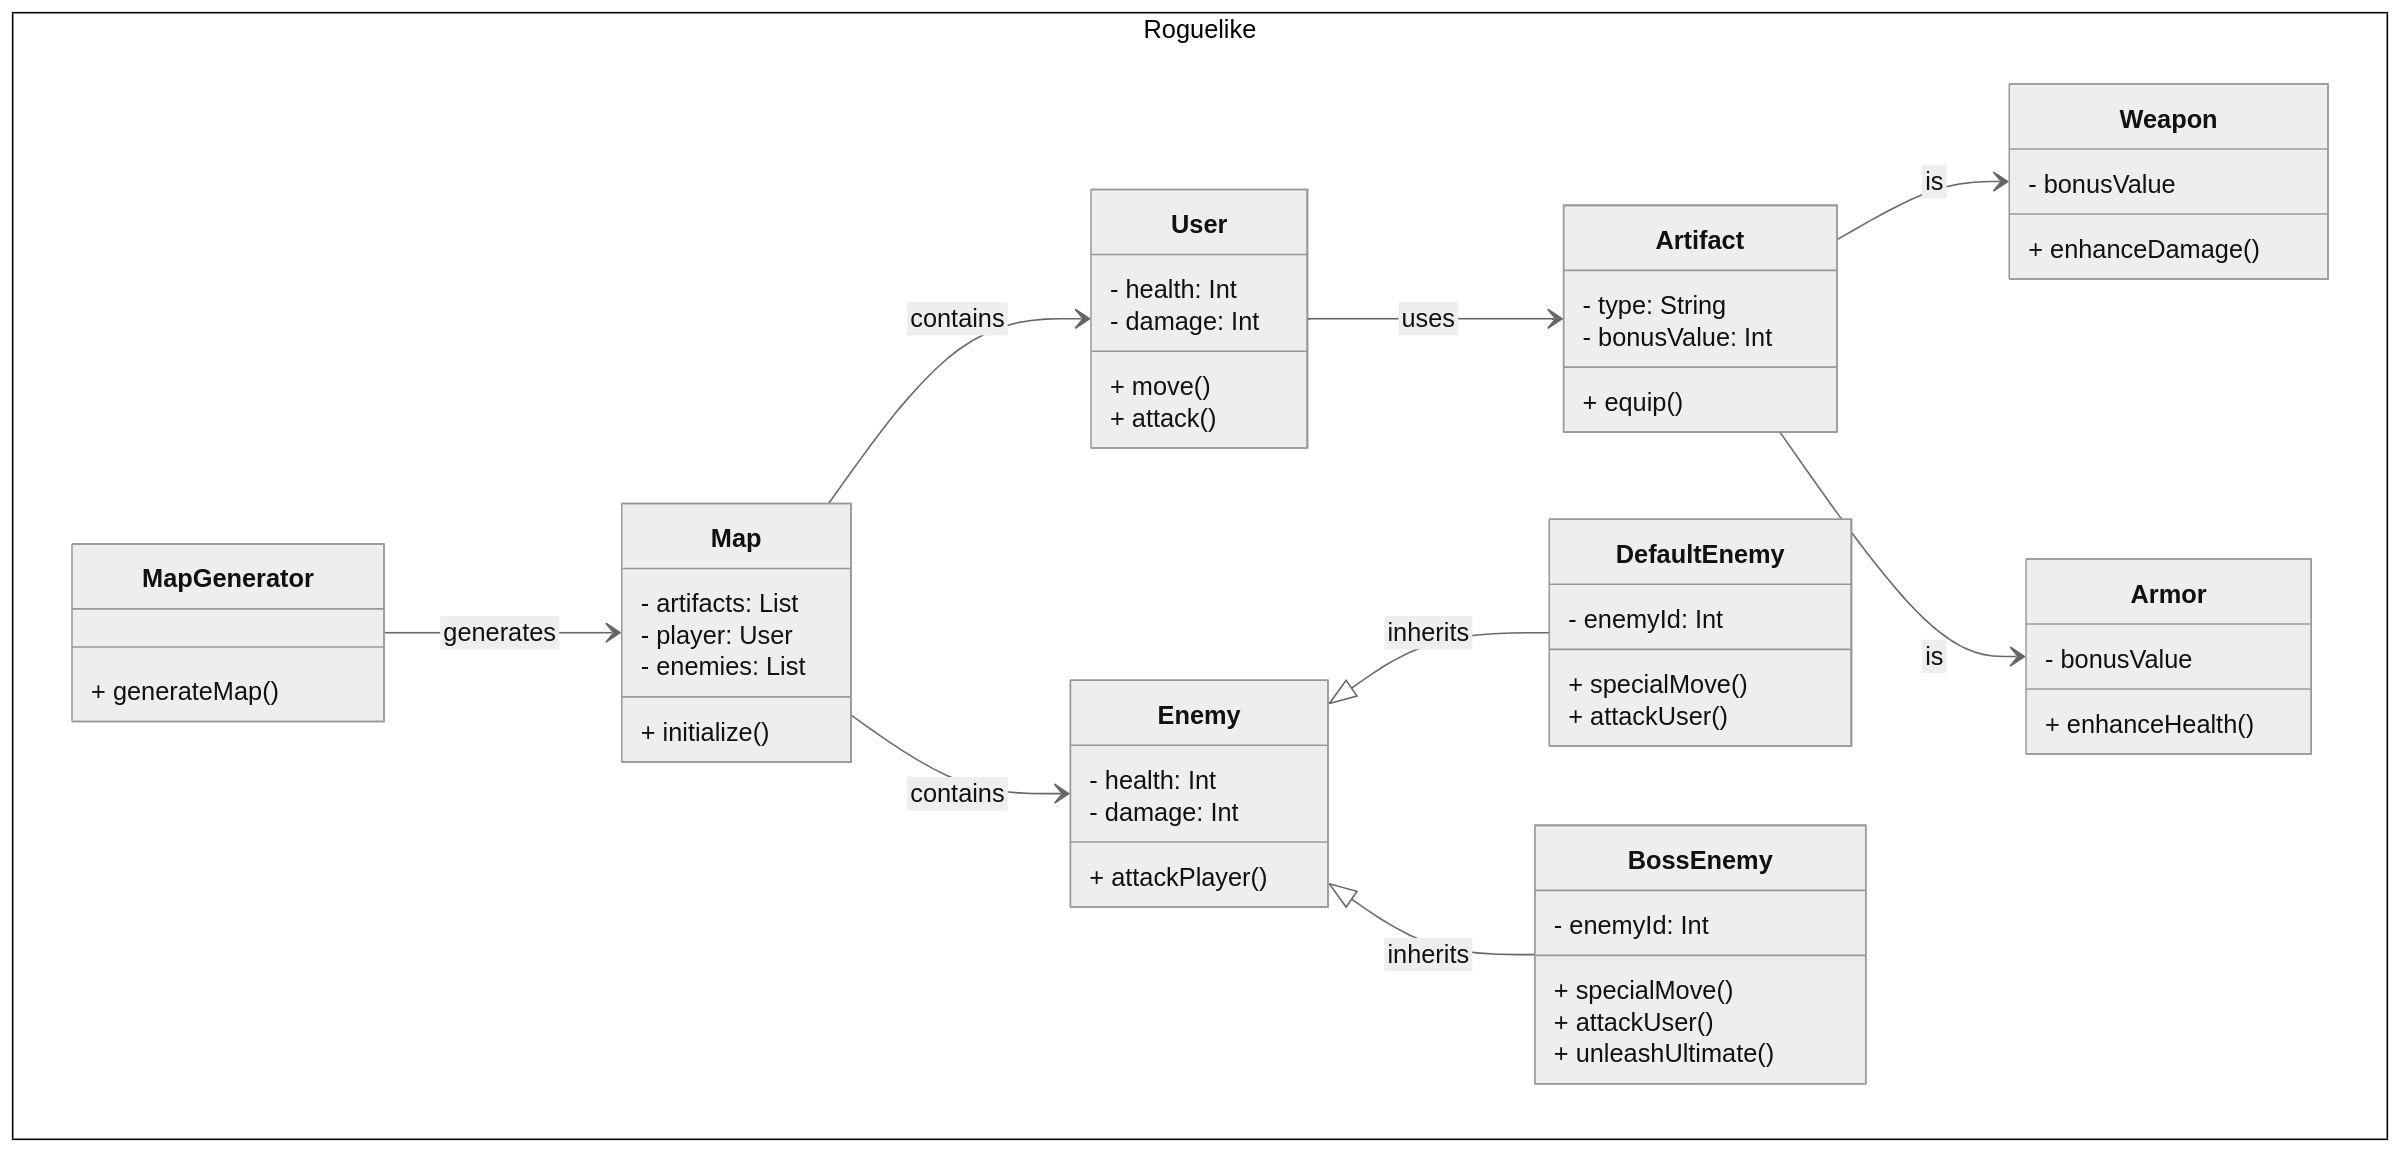 Roguelike
MapGenerator
+ generateMap()
generates
Map
- artifacts: List
- player: User
- enemies: List
+ initialize()
contains
contains
User
- health: Int
- damage: Int
+ move()
+ attack()
uses
Enemy
- health: Int
- damage: Int
+ attackPlayer()
inherits
inherits
Artifact
- type: String
- bonusValue: Int
+ equip()
DefaultEnemy
- enemyId: Int
+ specialMove()
+ attackUser()
BossEnemy
- enemyId: Int
+ specialMove()
+ attackUser()
+ unleashUltimate()
is
is
Weapon
- bonusValue
+ enhanceDamage()
Armor
- bonusValue
+ enhanceHealth()